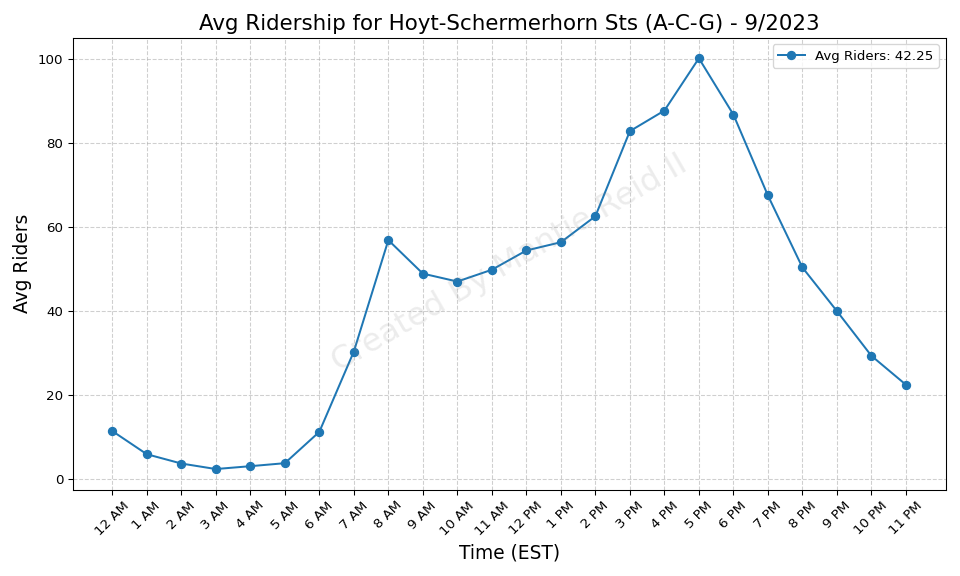 Avg Ridership for Hoyt-Schermerhorn Sts (A-C-G) - 9/2023
Avg Riders: 42.25
100
80
60
40
20
0
Avg Riders
Created By Mantie Reid II
12 AM
1 AM
2 AM
3 AM
4 AM
5 AM
6 AM
7 AM
8 AM
9 AM
10 AM
11 AM
12 PM
1 PM
2 PM
3 PM
4 PM
5 PM
6 PM
7 PM
8 PM
9 PM
10 PM
11 PM
Time (EST)